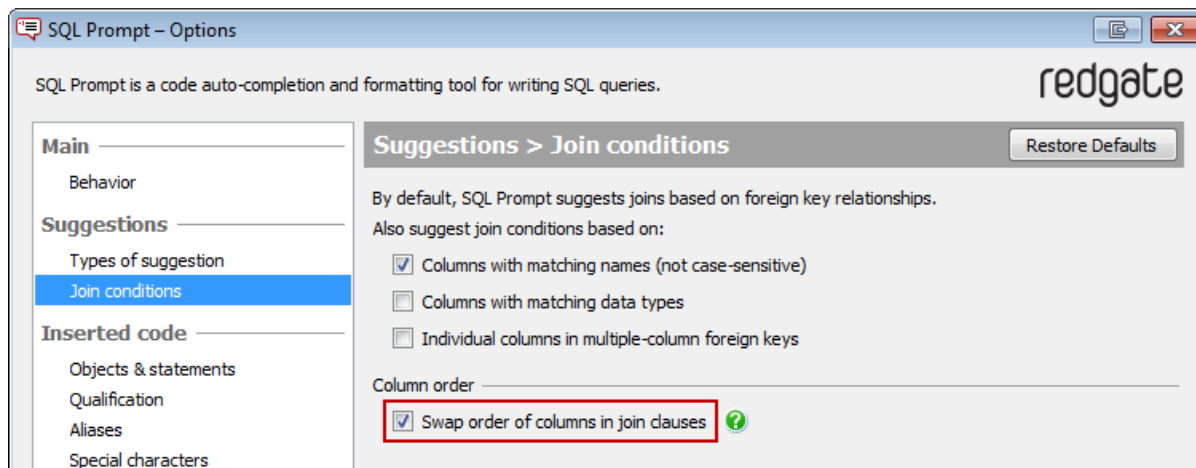 SQL Prompt – Options
SQL Prompt is a code auto-completion and formatting tool for writing SQL queries.
redgate
Main
Behavior
Suggestions
Types of suggestion
Join conditions
Inserted code
Objects & statements
Qualification
Aliases
Special characters
Suggestions > Join conditions
Restore Defaults
By default, SQL Prompt suggests joins based on foreign key relationships.
Also suggest join conditions based on:
Columns with matching names (not case-sensitive)
Columns with matching data types
Individual columns in multiple-column foreign keys
Column order
Swap order of columns in join clauses
?